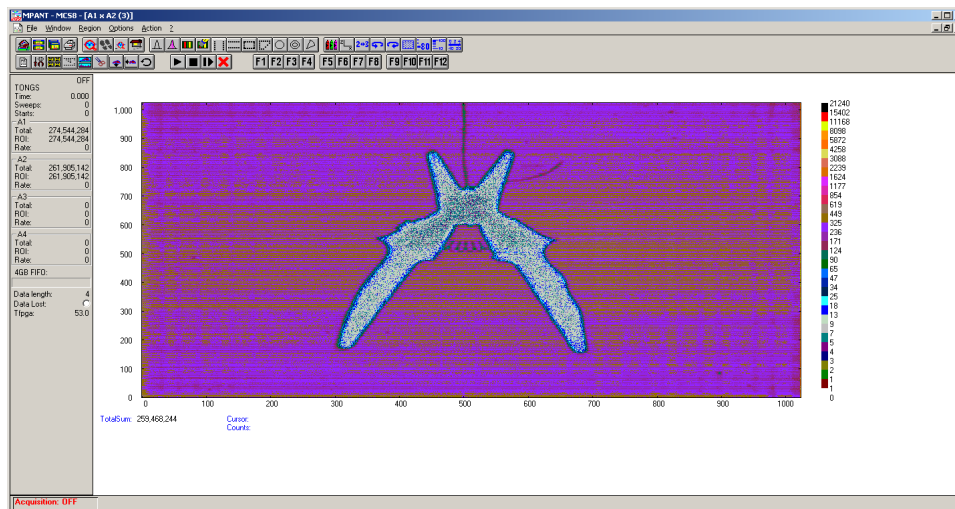 MPANT - MCS8 - [A1 x A2 (3)]
File Window Region Options Action ?
F1 F2 F3 F4 F5 F6 F7 F8 F9 F10 F11 F12
OFF
TONGS
Time: 0.000
Sweeps: 0
Starts: 0
A1
Total: 274,544,284
ROI: 274,544,284
Rate: 0
A2
Total: 261,905,142
ROI: 261,905,142
Rate: 0
A3
Total: 0
ROI: 0
Rate: 0
A4
Total: 0
ROI: 0
Rate: 0
4GB FIFO:
Data length: 4
Data Lost:
Tfpga: 53.0
1,000
900
800
700
600
500
400
300
200
100
0
0 100 200 300 400 500 600 700 800 900 1000
21240
15402
11168
8098
5872
4258
3088
2239
1624
1177
854
619
449
325
236
171
124
90
65
47
34
25
18
13
9
7
5
4
3
2
1
1
0
TotalSum: 259,468,244
Cursor:
Counts:
Acquisition: OFF